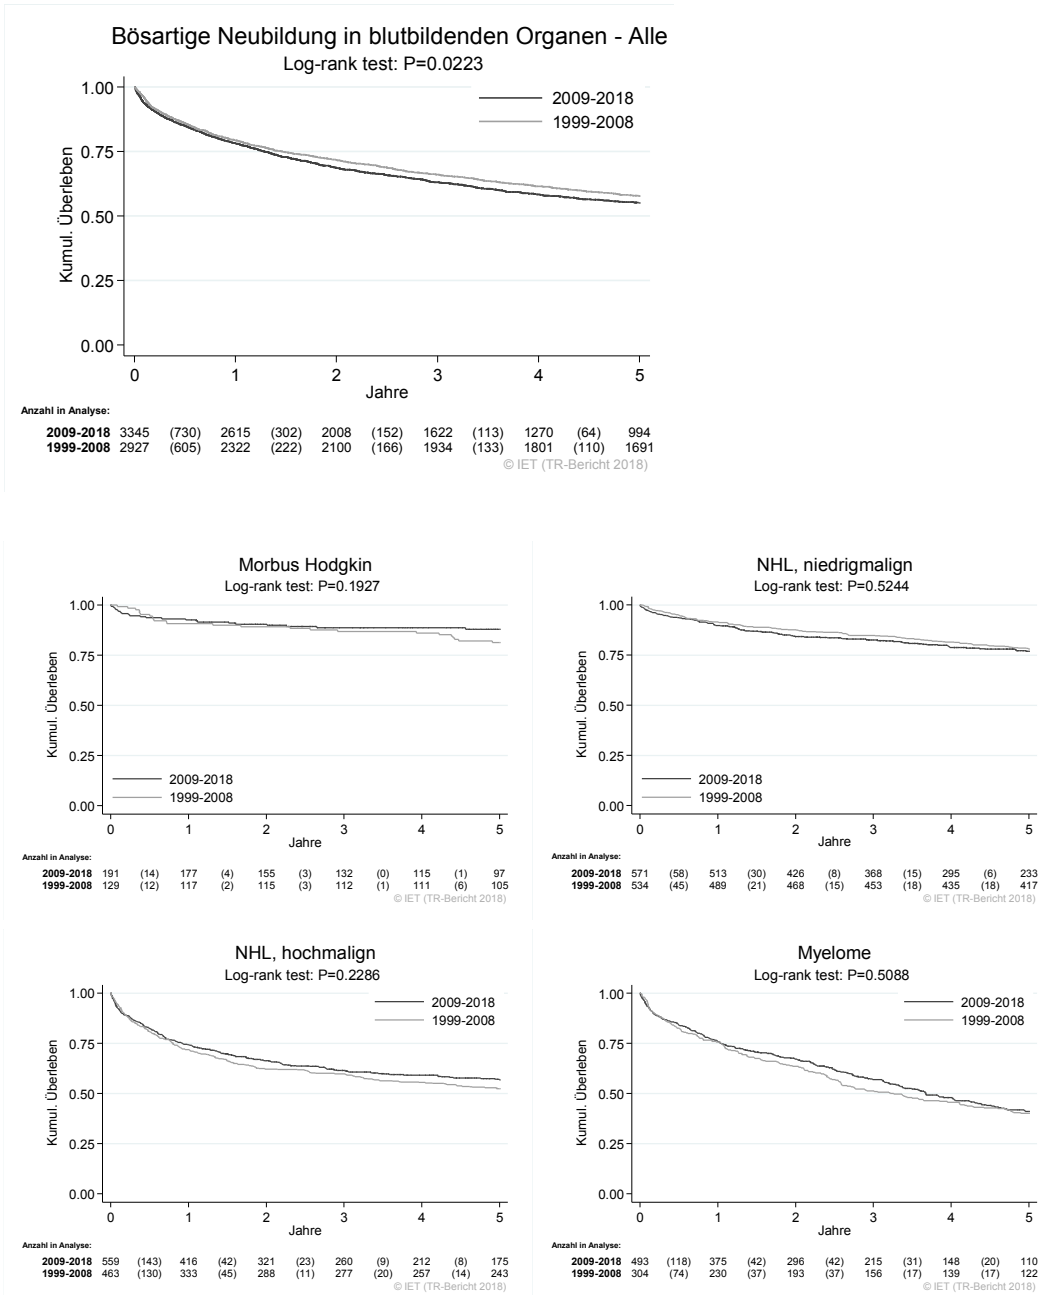 Bösartige Neubildung in blutbildenden Organen - Alle
Log-rank test: P=0.0223
Kumul. Überleben
1.00
0.75
0.50
0.25
0.00
2009-2018
1999-2008
0 1 2 3 4 5
Jahre
Anzahl in Analyse:
2009-2018 3345 (730) 2615 (302) 2008 (152) 1622 (113) 1270 (64) 994
1999-2008 2927 (605) 2322 (222) 2100 (166) 1934 (133) 1801 (110) 1691
© IET (TR-Bericht 2018)
Morbus Hodgkin
Log-rank test: P=0.1927
Kumul. Überleben
1.00
0.75
0.50
0.25
0.00
2009-2018
1999-2008
0 1 2 3 4 5
Jahre
Anzahl in Analyse:
2009-2018 191 (14) 177 (4) 155 (3) 132 (0) 115 (1) 97
1999-2008 129 (12) 117 (2) 115 (3) 112 (1) 111 (6) 105
© IET (TR-Bericht 2018)
NHL, niedrigmalign
Log-rank test: P=0.5244
Kumul. Überleben
1.00
0.75
0.50
0.25
0.00
2009-2018
1999-2008
0 1 2 3 4 5
Jahre
Anzahl in Analyse:
2009-2018 571 (58) 513 (30) 426 (8) 368 (15) 295 (6) 233
1999-2008 534 (45) 489 (21) 468 (15) 453 (18) 435 (18) 417
© IET (TR-Bericht 2018)
NHL, hochmalign
Log-rank test: P=0.2286
Kumul. Überleben
1.00
0.75
0.50
0.25
0.00
2009-2018
1999-2008
0 1 2 3 4 5
Jahre
Anzahl in Analyse:
2009-2018 559 (143) 416 (42) 321 (23) 260 (9) 212 (8) 175
1999-2008 463 (130) 333 (45) 288 (11) 277 (20) 257 (14) 243
© IET (TR-Bericht 2018)
Myelome
Log-rank test: P=0.5088
Kumul. Überleben
1.00
0.75
0.50
0.25
0.00
2009-2018
1999-2008
0 1 2 3 4 5
Jahre
Anzahl in Analyse:
2009-2018 493 (118) 375 (42) 296 (42) 215 (31) 148 (20) 110
1999-2008 304 (74) 230 (37) 193 (37) 156 (17) 139 (17) 122
© IET (TR-Bericht 2018)